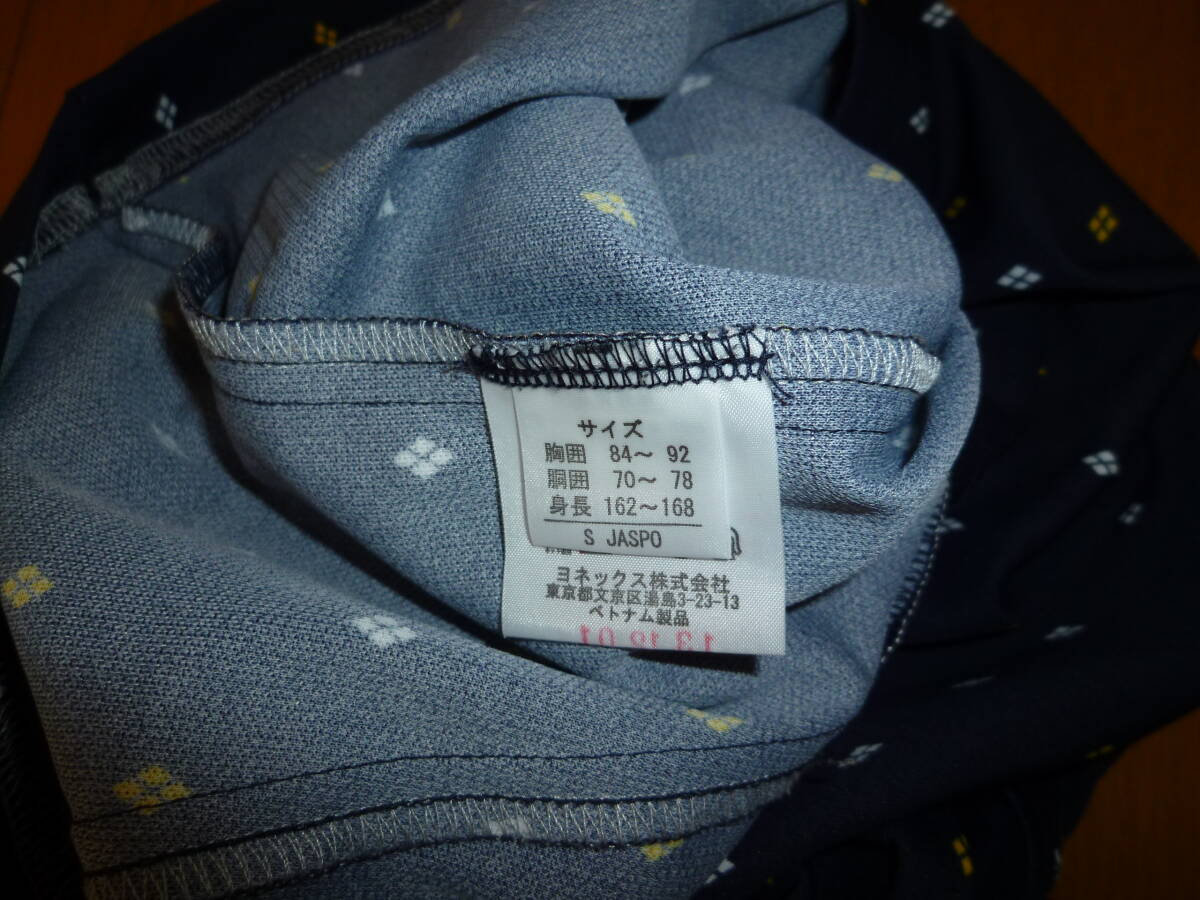 サイズ
胸囲 84～ 92
胴囲 70～ 78
身長 162～168
S JASPO
ヨネックス株式会社
東京都文京区湯島3-23-13
ベトナム製品